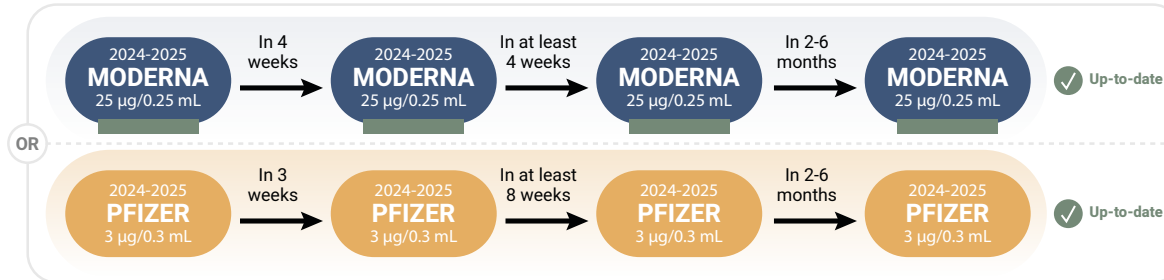 In 4
weeks
In at least
4 weeks
In 2-6
months
2024-2025
MODERNA
25 µg/0.25 mL
2024-2025
MODERNA
25 µg/0.25 mL
2024-2025
MODERNA
25 µg/0.25 mL
2024-2025
MODERNA
25 µg/0.25 mL
Up-to-date
OR
In 3
weeks
In at least
8 weeks
In 2-6
months
2024-2025
PFIZER
3 µg/0.3 mL
2024-2025
PFIZER
3 µg/0.3 mL
2024-2025
PFIZER
3 µg/0.3 mL
2024-2025
PFIZER
3 µg/0.3 mL
Up-to-date